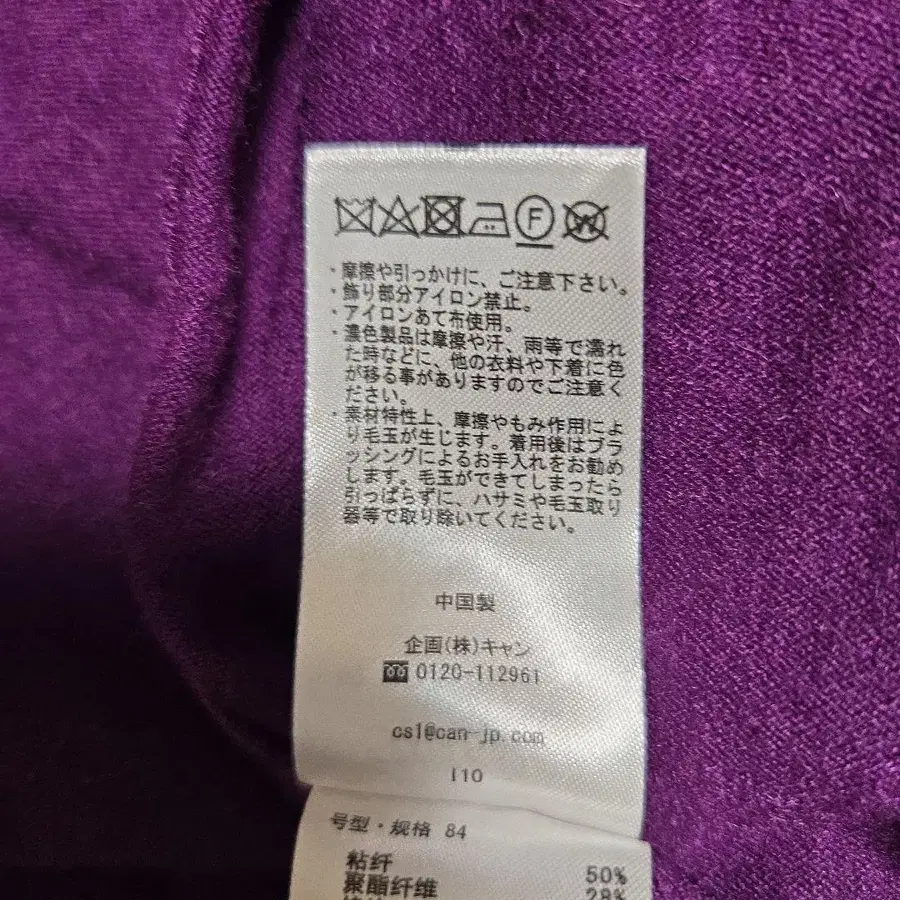 F W
・摩擦や引っかけに、ご注意下さい。
・飾り部分アイロン禁止。
・アイロンあて布使用。
・濃色製品は摩擦や汗、雨等で濡れ
た時などに、他の衣料や下着に色
が移る事がありますのでご注意く
ださい。
・素材特性上、摩擦やもみ作用によ
り毛玉が生じます。着用後はブラ
ッシングによるお手入れをお勧め
します。毛玉ができてしまったら
引っぱらずに、ハサミや毛玉取り
器等で取り除いてください。
中国製
企画(株)キャン
0120-112961
cs1@can-jp.com
110
号型・规格 84
粘纤 50%
聚酯纤维 28%